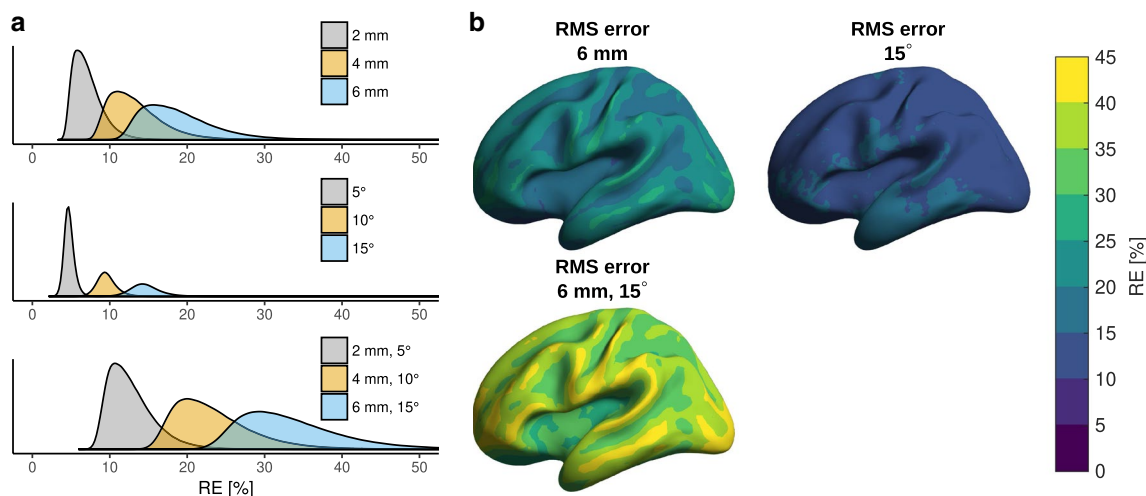 a
2 mm
4 mm
6 mm
0 10 20 30 40 50
5°
10°
15°
0 10 20 30 40 50
2 mm, 5°
4 mm, 10°
6 mm, 15°
0 10 20 30 40 50
RE [%]
b
RMS error
6 mm
RMS error
15°
RMS error
6 mm, 15°
45
40
35
30
25
20
15
10
5
0
RE [%]